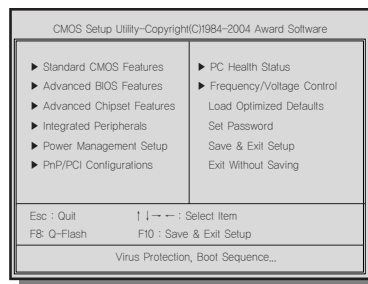 CMOS Setup Utility-Copyright(C)1984-2004 Award Software
▶ Standard CMOS Features
▶ Advanced BIOS Features
▶ Advanced Chipset Features
▶ Integrated Peripherals
▶ Power Management Setup
▶ PnP/PCI Configurations
▶ PC Health Status
▶ Frequency/Voltage Control
Load Optimized Defaults
Set Password
Save & Exit Setup
Exit Without Saving
Esc : Quit ↑↓→ ← : Select Item
F8: Q-Flash F10 : Save & Exit Setup
Virus Protection, Boot Sequence...